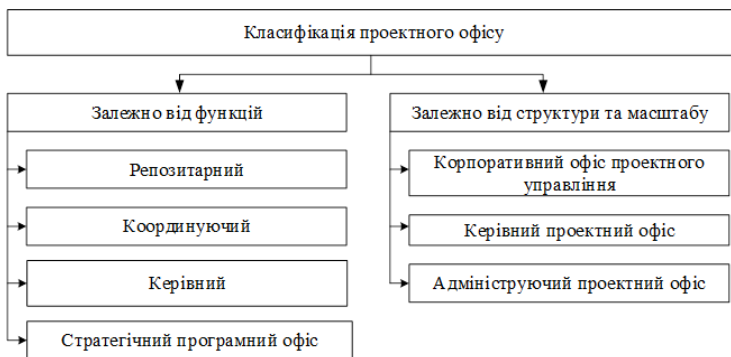 Класифікація проектного офісу
Залежно від функцій
Репозитарний
Координуючий
Керівний
Стратегічний програмний офіс
Залежно від структури та масштабу
Корпоративний офіс проектного
управління
Керівний проектний офіс
Адмініструючий проектний офіс